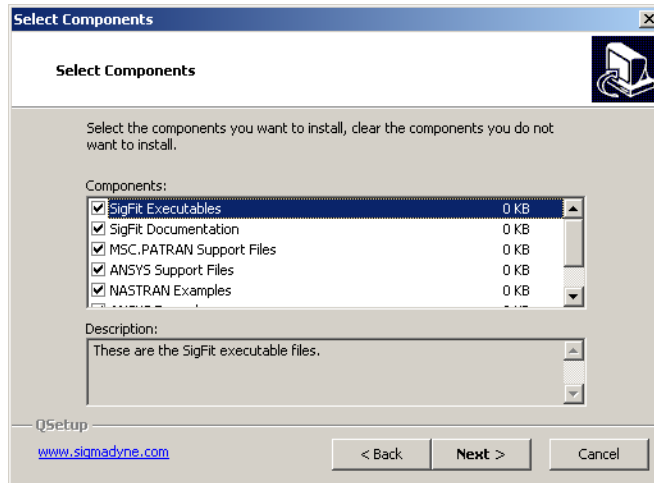 Select Components
Select Components
Select the components you want to install, clear the components you do not
want to install.
Components:
SigFit Executables 0 KB
SigFit Documentation 0 KB
MSC.PATRAN Support Files 0 KB
ANSYS Support Files 0 KB
NASTRAN Examples 0 KB
Description:
These are the SigFit executable files.
QSetup
www.sigmadyne.com
< Back Next > Cancel